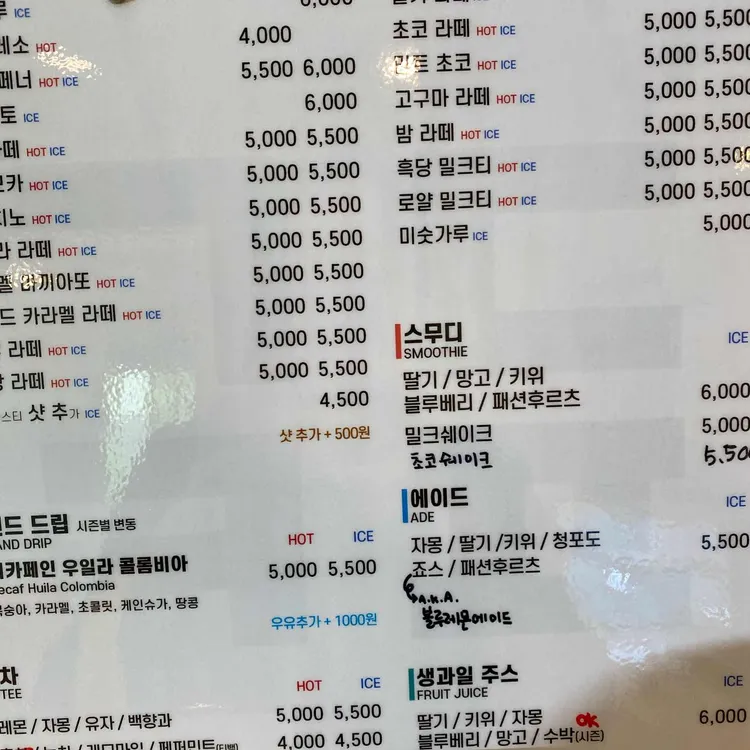 ICE
HOT
4,000
HOT ICE
5,500 6,000
ICE
6,000
HOT ICE
5,000 5,500
HOT ICE
5,000 5,500
HOT ICE
5,000 5,500
라떼 HOT ICE
5,000 5,500
마끼아또 HOT ICE
5,000 5,500
카라멜 라떼 HOT ICE
5,000 5,500
라떼 HOT ICE
5,000 5,500
라떼 HOT ICE
5,000 5,500
샷 추가 ICE
4,500
샷 추가 + 500원
드립 시즌별 변동
AND DRIP
HOT ICE
디카페인 우일라 콜롬비아
5,000 5,500
Decaf Huila Colombia
복숭아, 카라멜, 초콜릿, 케인슈가, 땅콩
우유추가 + 1000원
차
TEE
HOT ICE
레몬 / 자몽 / 유자 / 백향과
5,000 5,500
4,000 4,500
초코 라떼 HOT ICE
5,000 5,500
민트 초코 HOT ICE
5,000 5,500
고구마 라떼 HOT ICE
5,000 5,500
밤 라떼 HOT ICE
5,000 5,500
흑당 밀크티 HOT ICE
5,000 5,500
로얄 밀크티 HOT ICE
5,000 5,500
미숫가루 ICE
5,000
스무디
ICE
SMOOTHIE
딸기 / 망고 / 키위
블루베리 / 패션후르츠
6,000
밀크쉐이크
5,000
초코쉐이크
5.500
에이드
ICE
ADE
자몽 / 딸기 / 키위 / 청포도
5,500
죠스 / 패션후르츠
A.K.A.
블루레몬에이드
생과일 주스
ICE
FRUIT JUICE
딸기 / 키위 / 자몽 OK
6,000
블루베리 / 망고 / 수박(시즌)